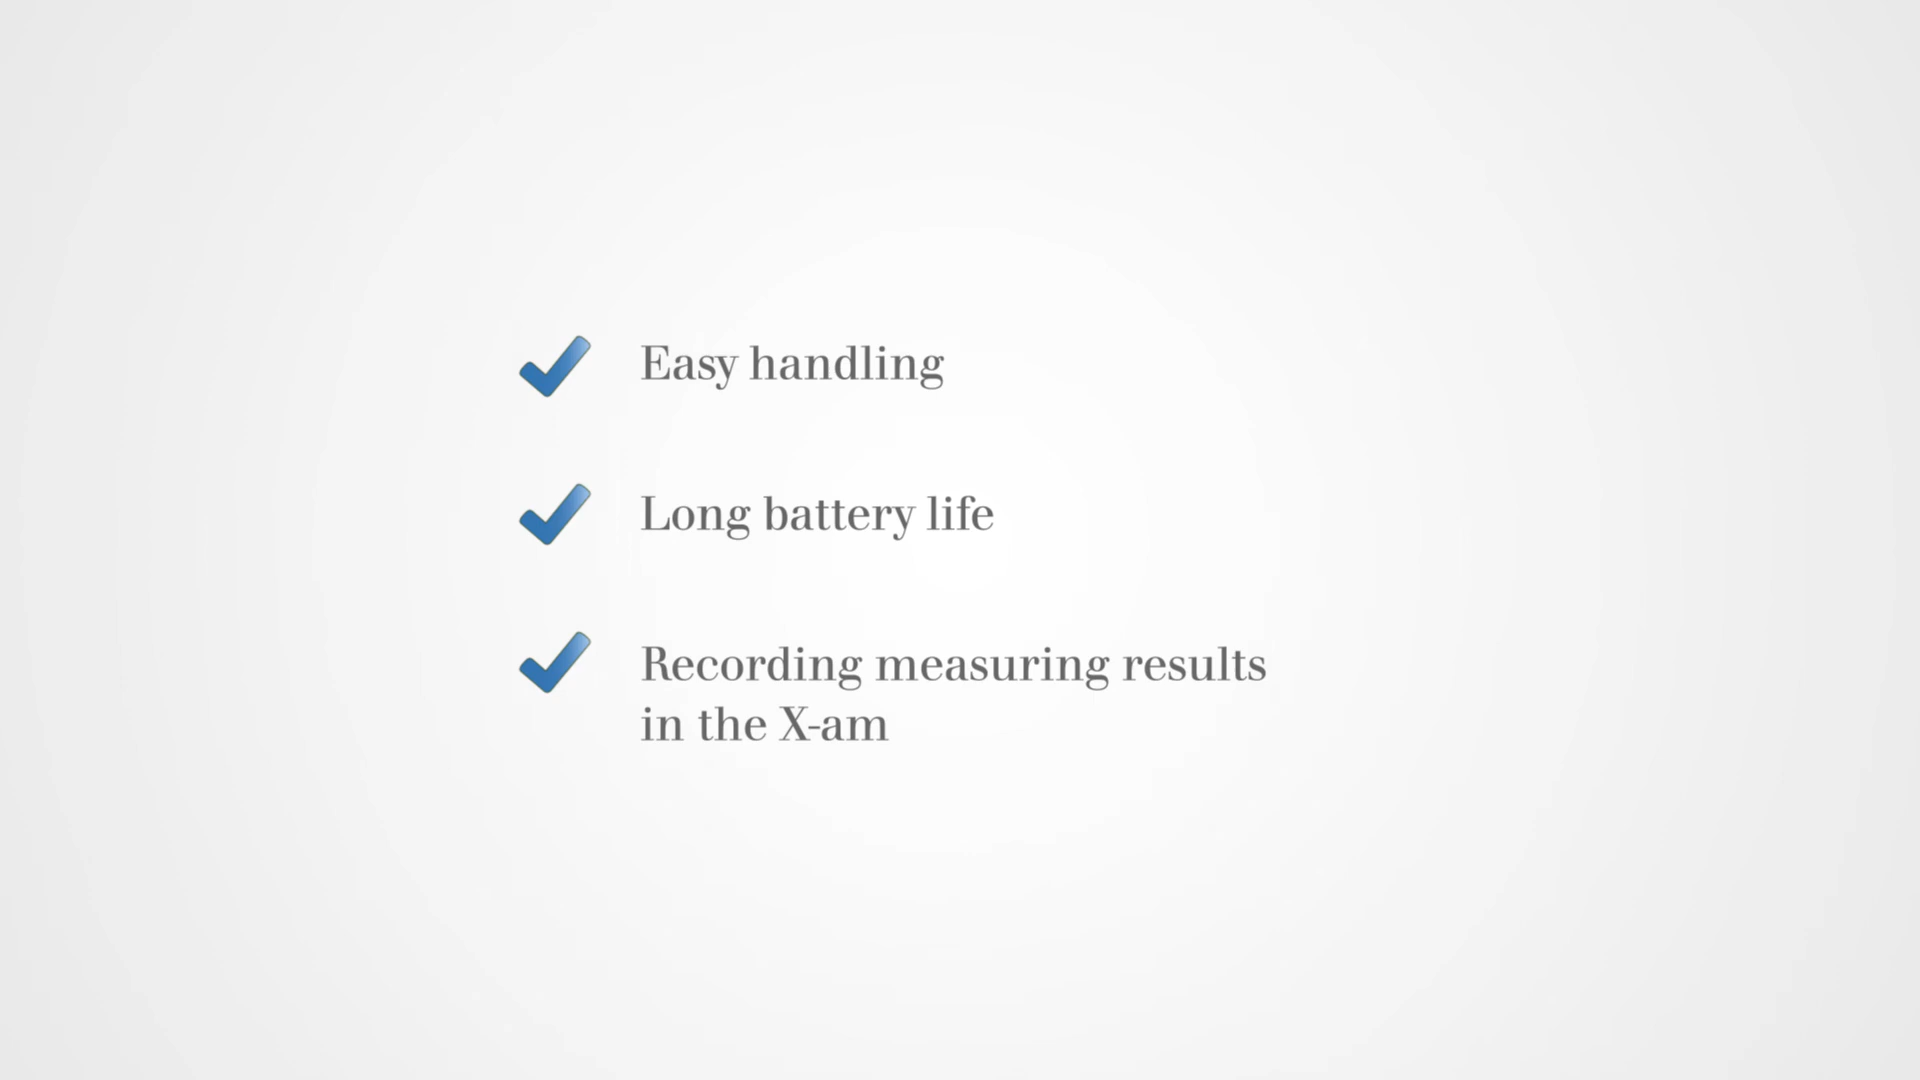 Easy handling
Long battery life
Recording measuring results
in the X-am